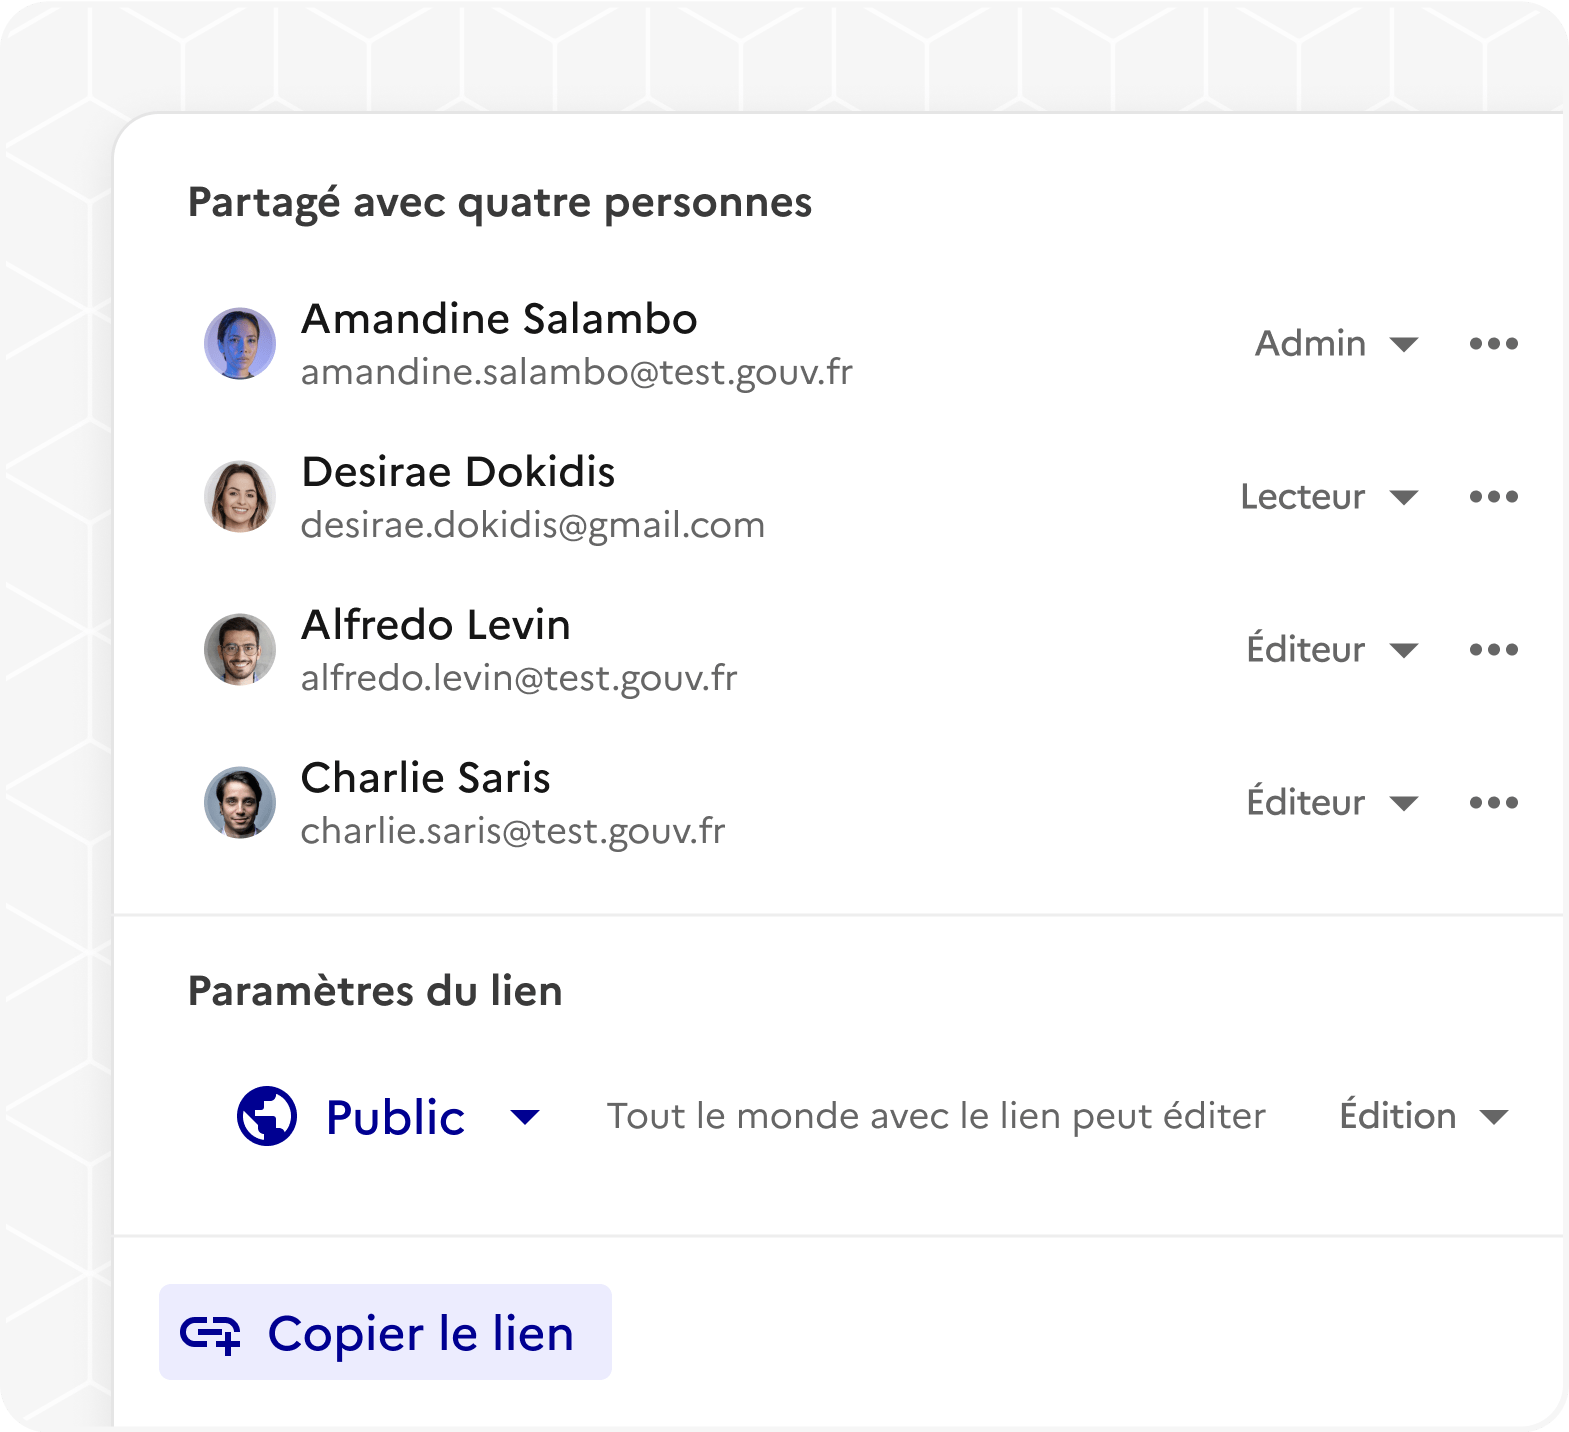 Partagé avec quatre personnes
Amandine Salambo
amandine.salambo@test.gouv.fr
Admin
Desirae Dokidis
desirae.dokidis@gmail.com
Lecteur
Alfredo Levin
alfredo.levin@test.gouv.fr
Éditeur
Charlie Saris
charlie.saris@test.gouv.fr
Éditeur
Paramètres du lien
Public
Tout le monde avec le lien peut éditer
Édition
Copier le lien